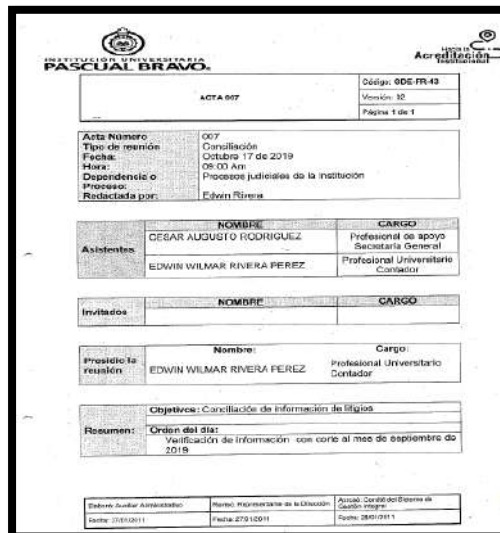 INSTITUCIÓN UNIVERSITARIA
PASCUAL BRAVO
Hacia la
Acreditación
Institucional
ACTA 007
Código: GDE-FR-43
Versión: 02
Página 1 de 1
Acta Número 007
Tipo de reunión Conciliación
Fecha: Octubre 17 de 2019
Hora: 09:00 Am
Dependencia o Proceso: Procesos judiciales de la Institución
Redactada por: Edwin Rivera
Asistentes
NOMBRE CARGO
CESAR AUGUSTO RODRIGUEZ Profesional de apoyo Secretaría General
EDWIN WILMAR RIVERA PEREZ Profesional Universitario Contador
Invitados
NOMBRE CARGO
Presidio la reunión
Nombre: Cargo:
EDWIN WILMAR RIVERA PEREZ Profesional Universitario Contador
Resumen:
Objetivos: Conciliación de información de litigios
Orden del dia:
Verificación de información con corte al mes de septiembre de 2019
Elaboró: Auxiliar Administrativo
Revisó: Representante de la Dirección
Aprobó: Comité del Sistema de Gestión Integral
Fecha: 27/01/2011
Fecha: 27/01/2011
Fecha: 28/01/2011